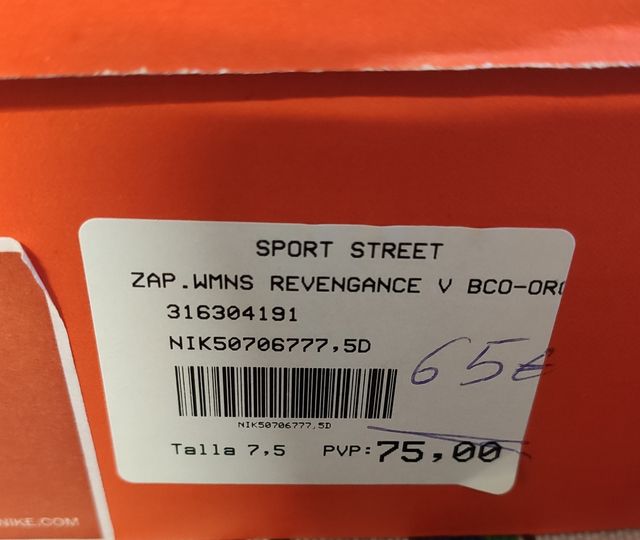 SPORT STREET
ZAP.WMNS REVENGANCE V BCO-ORO
316304191
NIK50706777,5D
65€
NIK50706777,5D
Talla 7,5 PVP:75,00
NIKE.COM